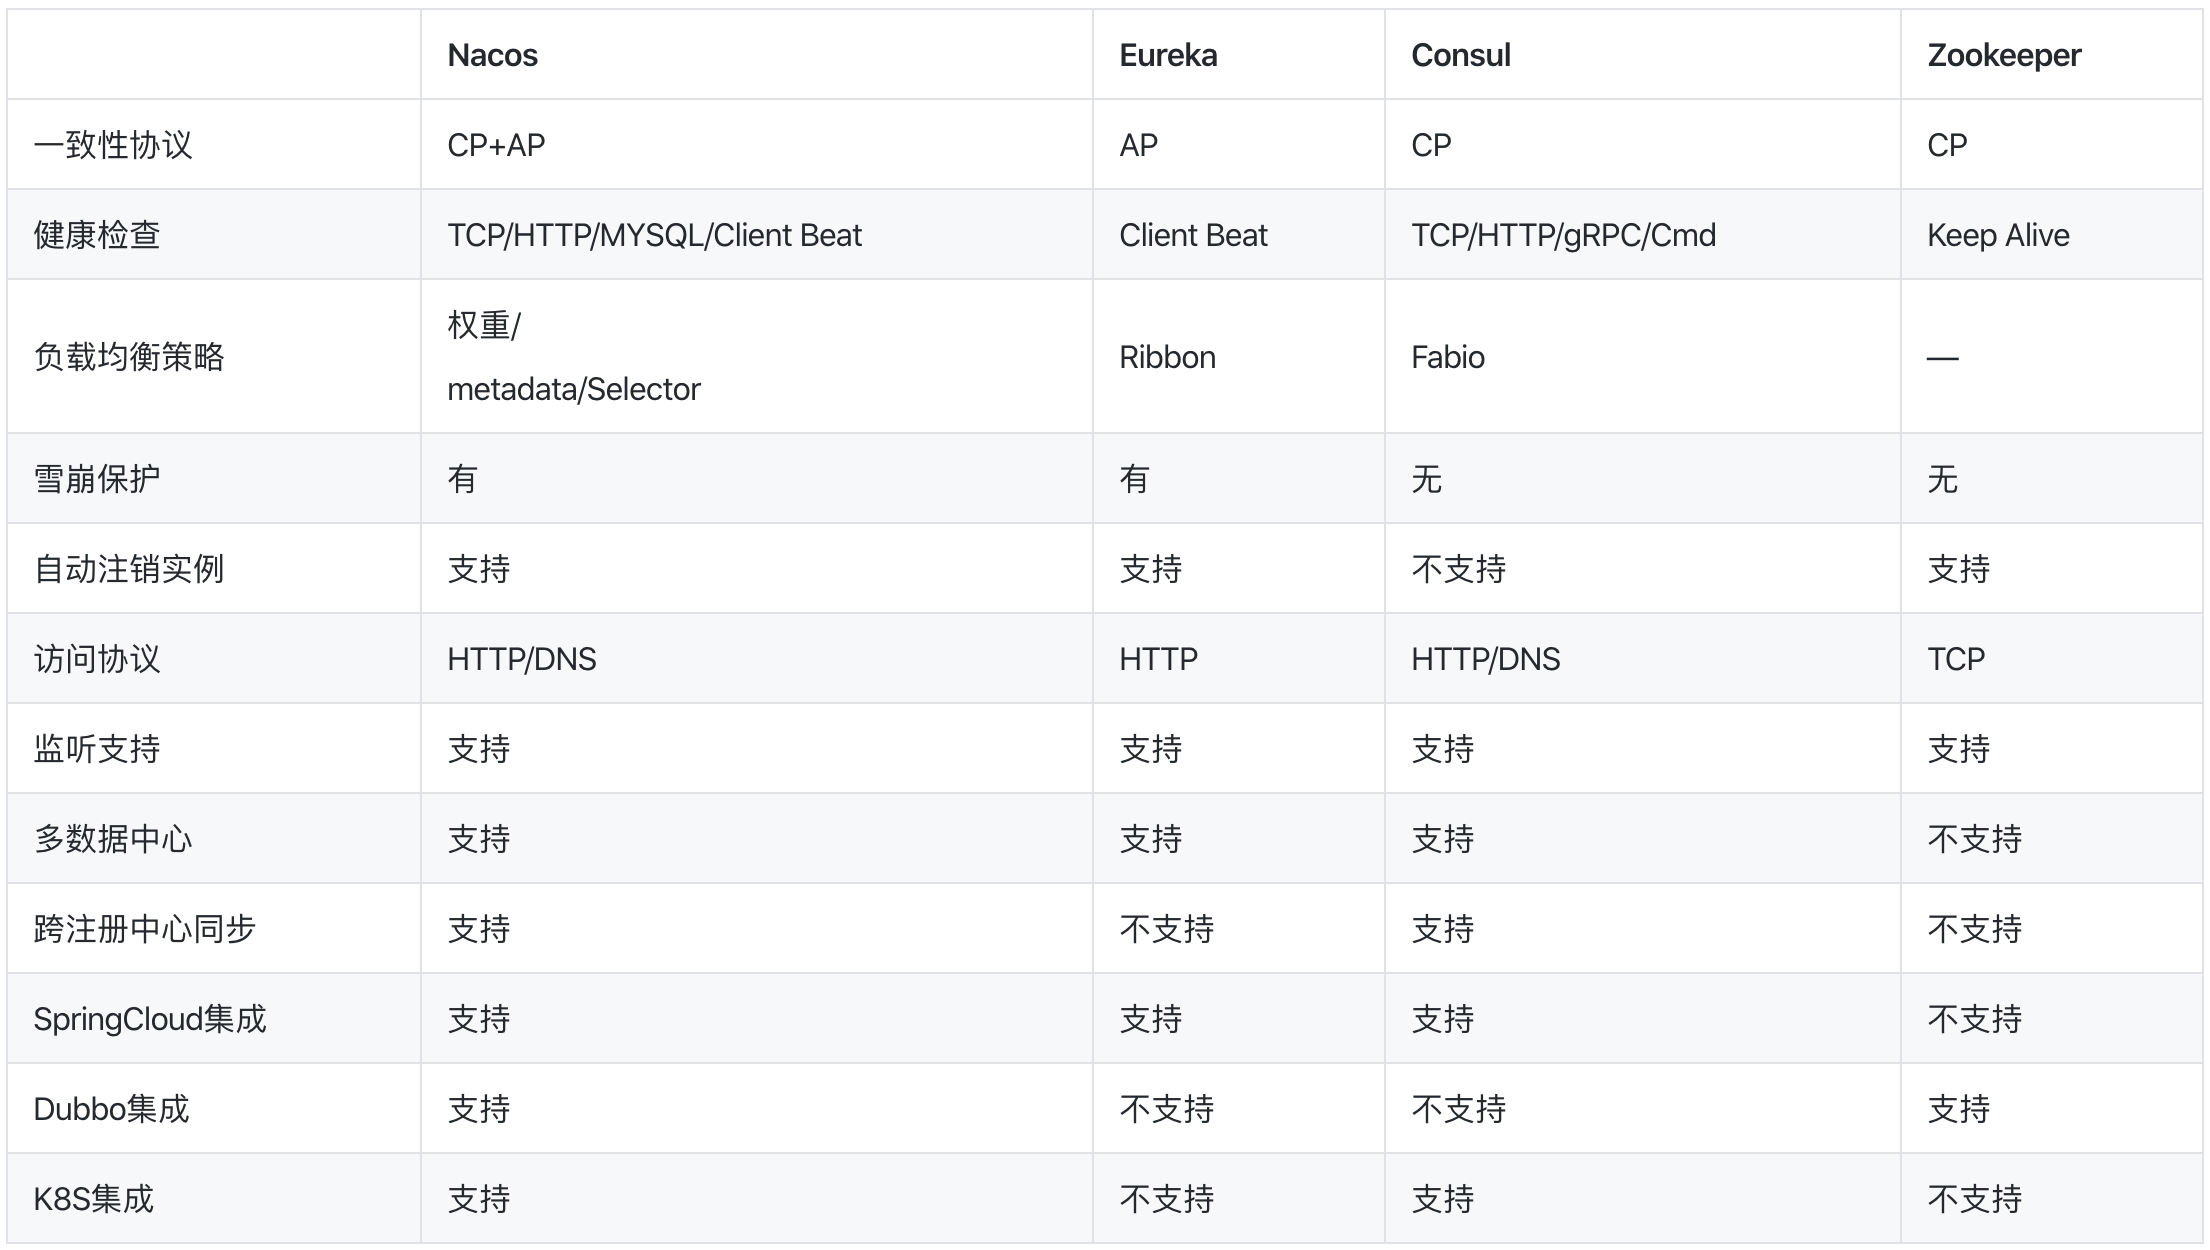 Nacos Eureka Consul Zookeeper
一致性协议 CP+AP AP CP CP
健康检查 TCP/HTTP/MYSQL/Client Beat Client Beat TCP/HTTP/gRPC/Cmd Keep Alive
负载均衡策略 权重/
metadata/Selector Ribbon Fabio —
雪崩保护 有 有 无 无
自动注销实例 支持 支持 不支持 支持
访问协议 HTTP/DNS HTTP HTTP/DNS TCP
监听支持 支持 支持 支持 支持
多数据中心 支持 支持 支持 不支持
跨注册中心同步 支持 不支持 支持 不支持
SpringCloud集成 支持 支持 支持 不支持
Dubbo集成 支持 不支持 不支持 支持
K8S集成 支持 不支持 支持 不支持